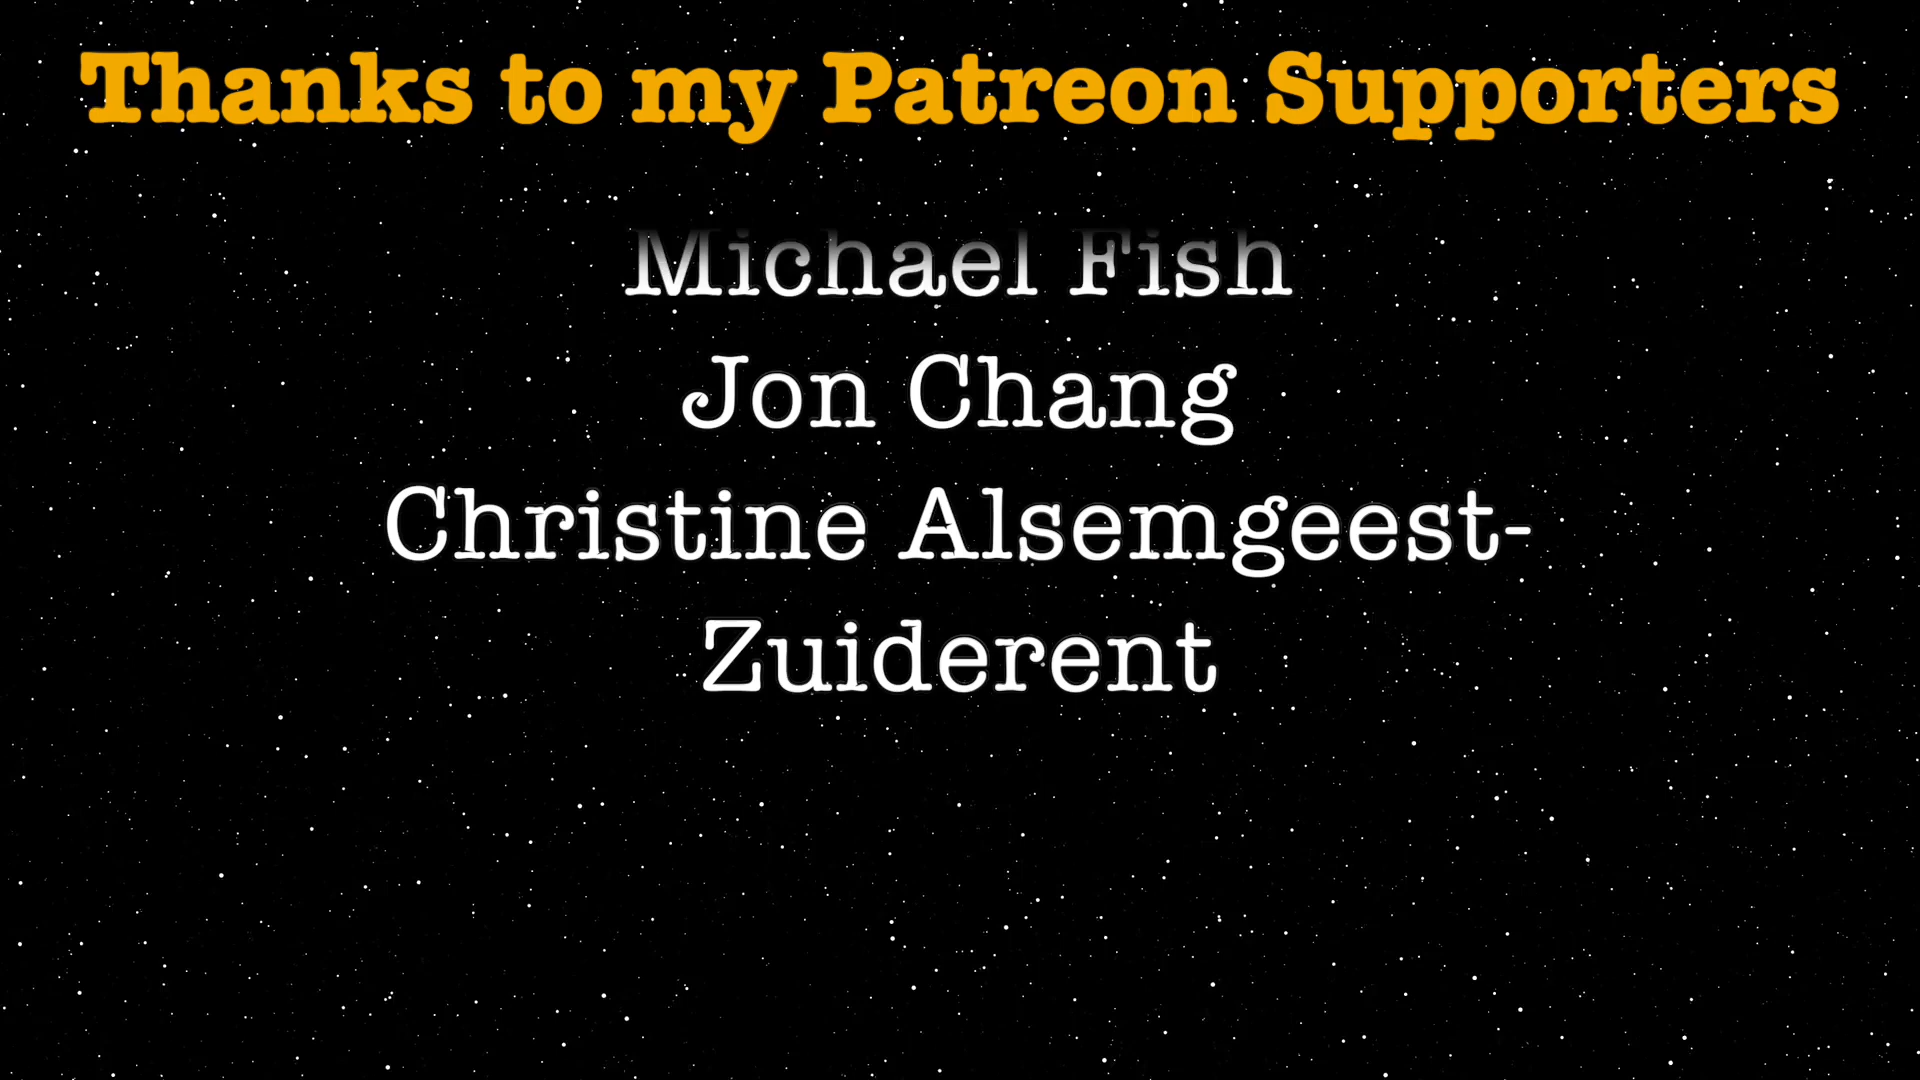 Thanks to my Patreon Supporters
Michael Fish
Jon Chang
Christine Alsemgeest-
Zuiderent